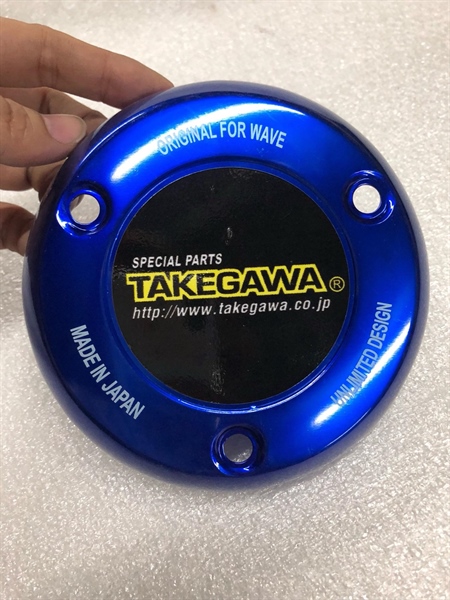 ORIGINAL FOR WAVE
SPECIAL PARTS
TAKEGAWA®
http://www.takegawa.co.jp
MADE IN JAPAN
UNLIMITED DESIGN